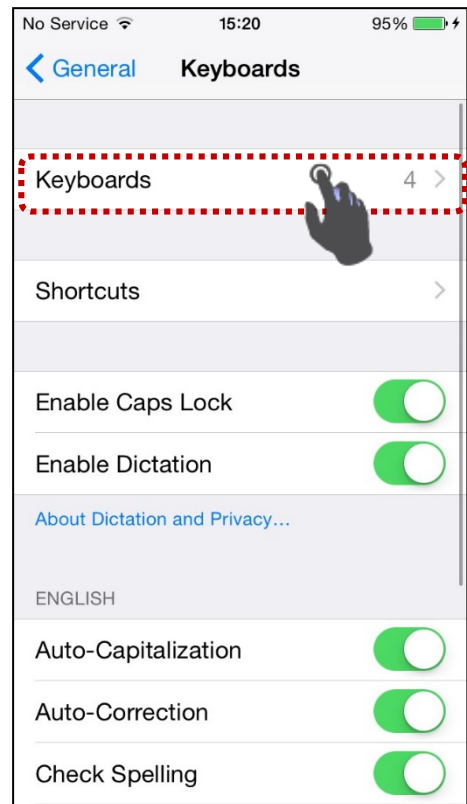 No Service 15:20 95%
General Keyboards
Keyboards 4
Shortcuts
Enable Caps Lock
Enable Dictation
About Dictation and Privacy...
ENGLISH
Auto-Capitalization
Auto-Correction
Check Spelling